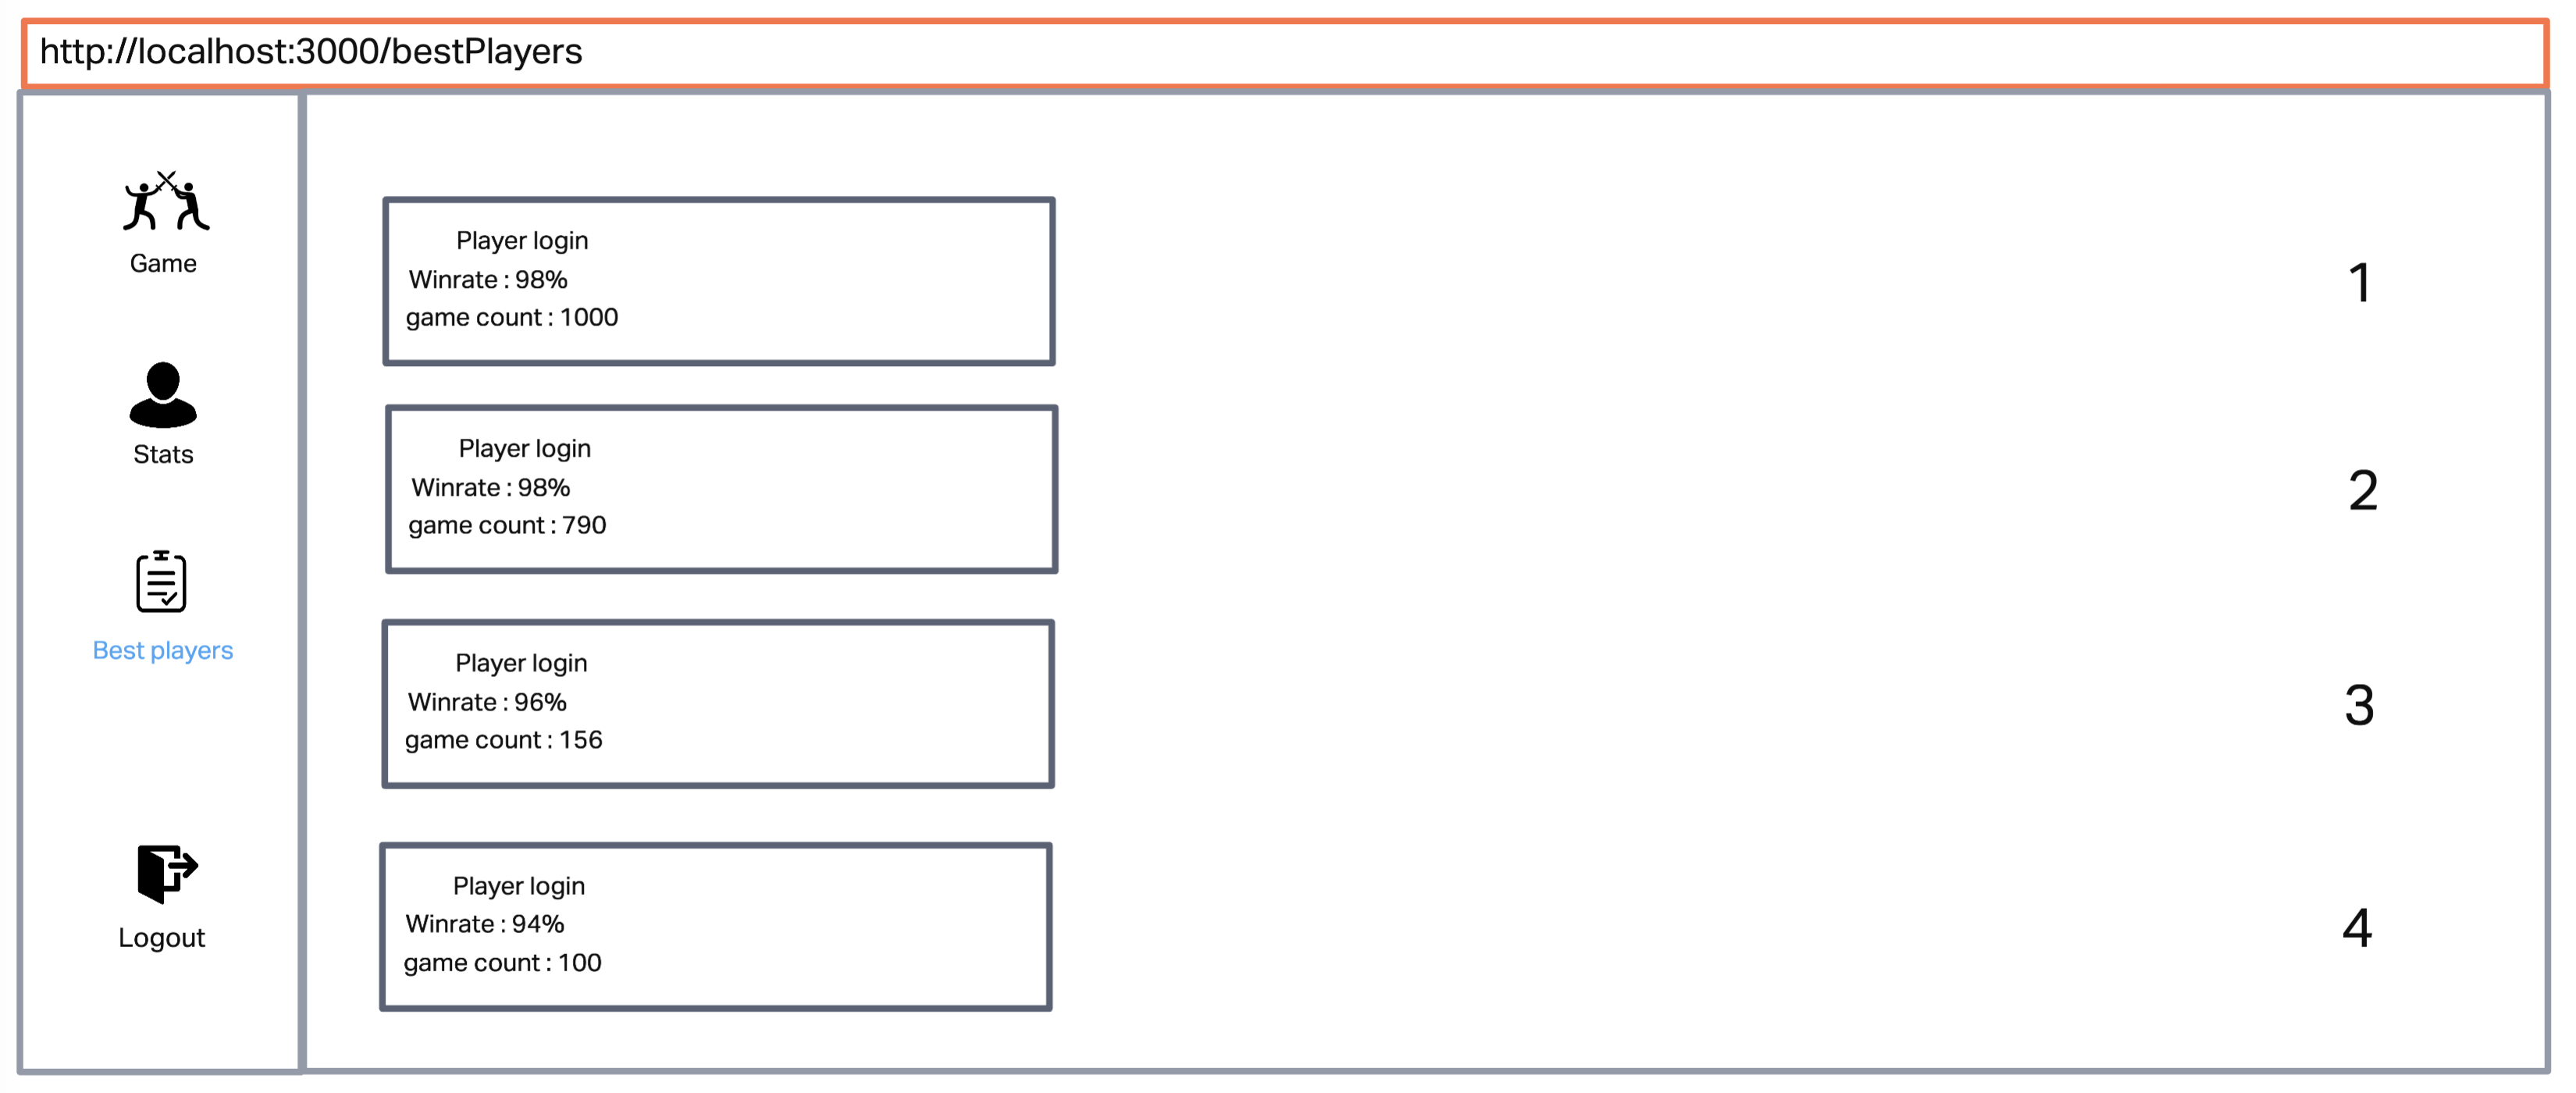 http://localhost:3000/bestPlayers
Game
Stats
Best players
Logout
Player login
Winrate : 98%
game count : 1000
1
Player login
Winrate : 98%
game count : 790
2
Player login
Winrate : 96%
game count : 156
3
Player login
Winrate : 94%
game count : 100
4